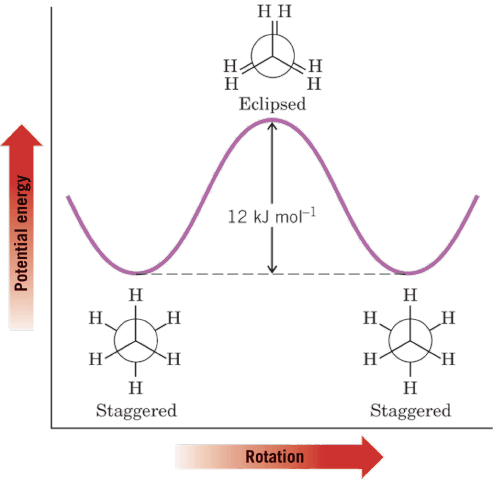 H H
H H
H H
Eclipsed
Potential energy
12 kJ mol⁻¹
H H
H H H H
H H H H
H H
Staggered Staggered
Rotation